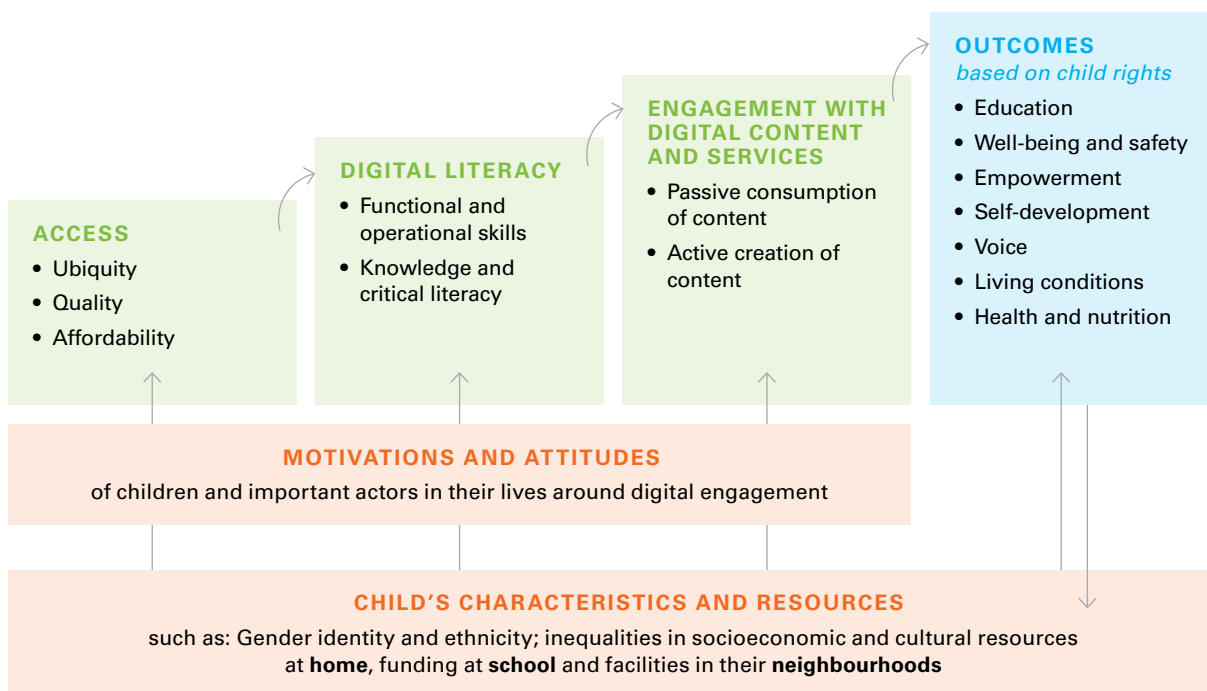 ACCESS
• Ubiquity
• Quality
• Affordability
DIGITAL LITERACY
• Functional and
operational skills
• Knowledge and
critical literacy
ENGAGEMENT WITH
DIGITAL CONTENT
AND SERVICES
• Passive consumption
of content
• Active creation of
content
OUTCOMES
based on child rights
• Education
• Well-being and safety
• Empowerment
• Self-development
• Voice
• Living conditions
• Health and nutrition
MOTIVATIONS AND ATTITUDES
of children and important actors in their lives around digital engagement
CHILD’S CHARACTERISTICS AND RESOURCES
such as: Gender identity and ethnicity; inequalities in socioeconomic and cultural resources
at home, funding at school and facilities in their neighbourhoods